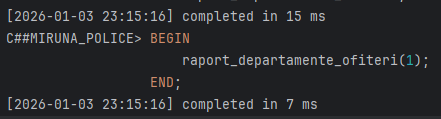 [2026-01-03 23:15:16] completed in 15 ms
C##MIRUNA_POLICE> BEGIN
raport_departamente_ofiteri(1);
END;
[2026-01-03 23:15:16] completed in 7 ms